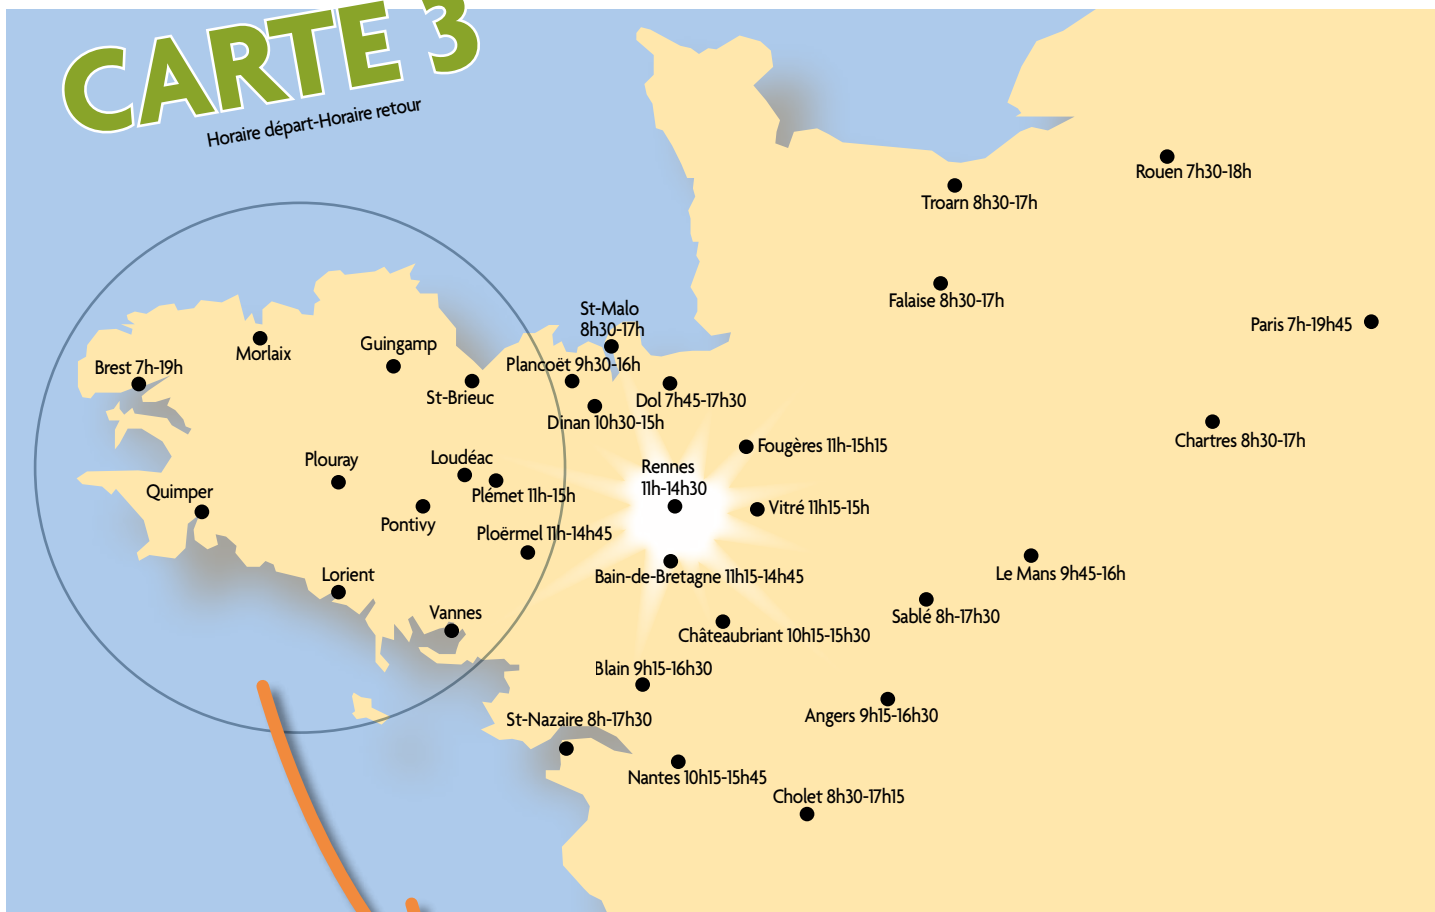 CARTE 3
Horaire départ-Horaire retour
Rouen 7h30-18h
Troarn 8h30-17h
Falaise 8h30-17h
St-Malo
8h30-17h
Paris 7h-19h45
Morlaix
Guingamp
Brest 7h-19h
Plancoët 9h30-16h
St-Brieuc
Dol 7h45-17h30
Dinan 10h30-15h
Chartres 8h30-17h
Fougères 11h-15h15
Plouray
Loudéac
Rennes
11h-14h30
Quimper
Plémet 11h-15h
Vitré 11h15-15h
Pontivy
Ploërmel 11h-14h45
Lorient
Bain-de-Bretagne 11h15-14h45
Le Mans 9h45-16h
Vannes
Sablé 8h-17h30
Châteaubriant 10h15-15h30
Blain 9h15-16h30
St-Nazaire 8h-17h30
Angers 9h15-16h30
Nantes 10h15-15h45
Cholet 8h30-17h15